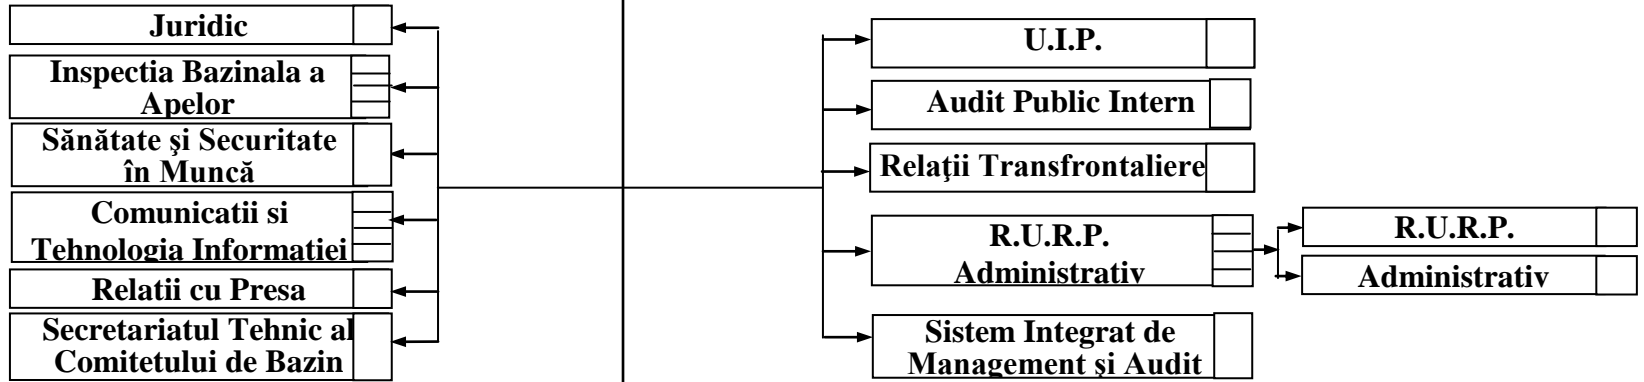 Juridic
Inspectia Bazinala a
Apelor
Sănătate şi Securitate
în Muncă
Comunicatii si
Tehnologia Informatiei
Relatii cu Presa
Secretariatul Tehnic al
Comitetului de Bazin
U.I.P.
Audit Public Intern
Relaţii Transfrontaliere
R.U.R.P.
Administrativ
Sistem Integrat de
Management şi Audit
R.U.R.P.
Administrativ